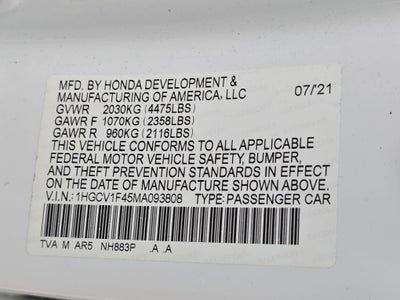 MFD. BY HONDA DEVELOPMENT &
MANUFACTURING OF AMERICA, LLC 07/'21
GVWR 2030KG (4475LBS)
GAWR F 1070KG (2358LBS)
GAWR R 960KG (2116LBS)
THIS VEHICLE CONFORMS TO ALL APPLICABLE
FEDERAL MOTOR VEHICLE SAFETY, BUMPER,
AND THEFT PREVENTION STANDARDS IN EFFECT
ON THE DATE OF MANUFACTURE SHOWN ABOVE.
V.I.N.: 1HGCV1F45MA093808 TYPE: PASSENGER CAR
TVA M AR5 NH883P .A .A